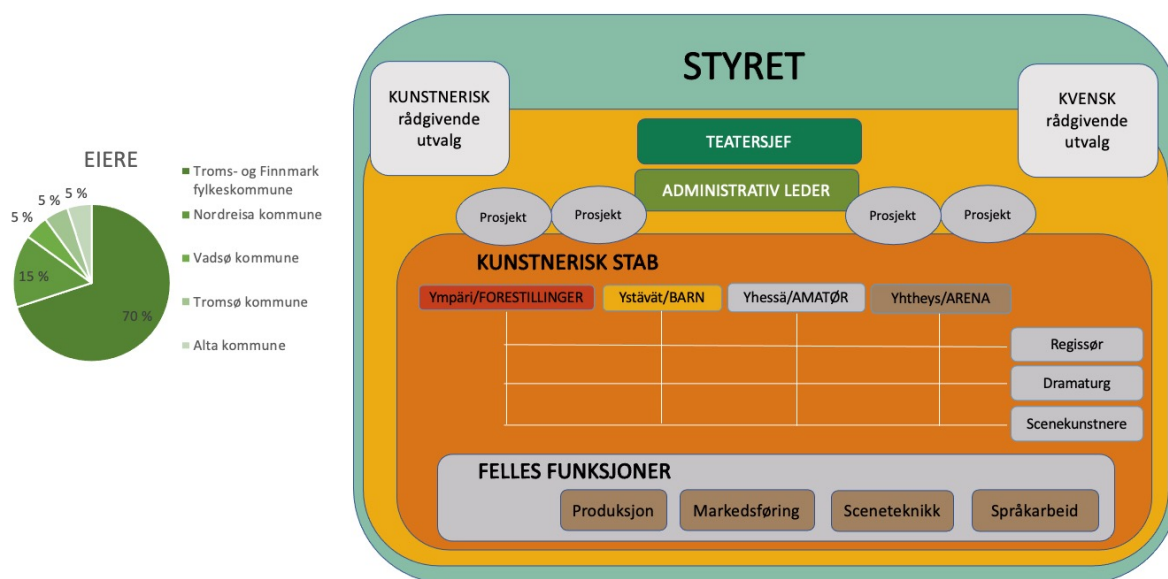 EIERE
5 %
5 %
5 %
15 %
70 %
Troms- og Finnmark
fylkeskommune
Nordreisa kommune
Vadsø kommune
Tromsø kommune
Alta kommune
STYRET
KUNSTNERISK
rådgivende
utvalg
KVENSK
rådgivende
utvalg
TEATERSJEF
ADMINISTRATIV LEDER
Prosjekt
Prosjekt
Prosjekt
Prosjekt
KUNSTNERISK STAB
Ympäri/FORESTILLINGER
Ystävät/BARN
Yhessä/AMATØR
Yhtheys/ARENA
Regissør
Dramaturg
Scenekunstnere
FELLES FUNKSJONER
Produksjon
Markedsføring
Sceneteknikk
Språkarbeid